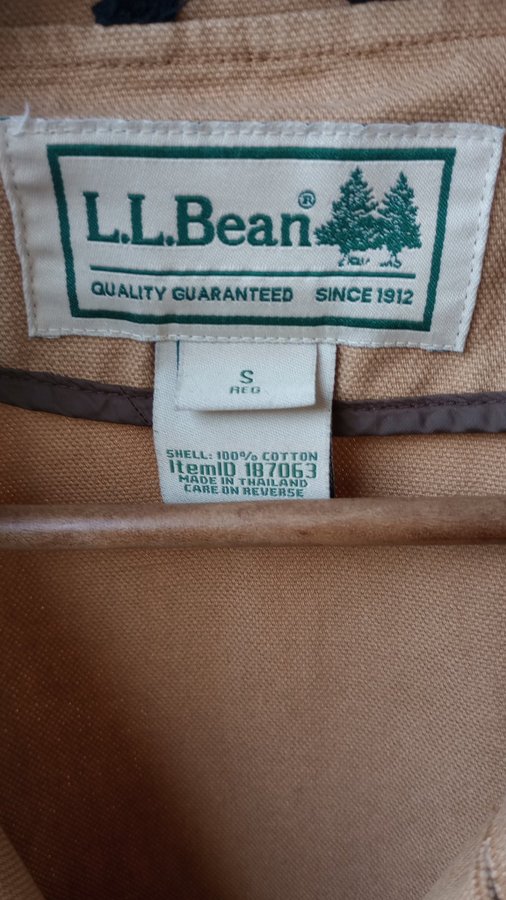 L.L.Bean®
QUALITY GUARANTEED SINCE 1912
S
REG
SHELL: 100% COTTON
ItemID 187063
MADE IN THAILAND
CARE ON REVERSE